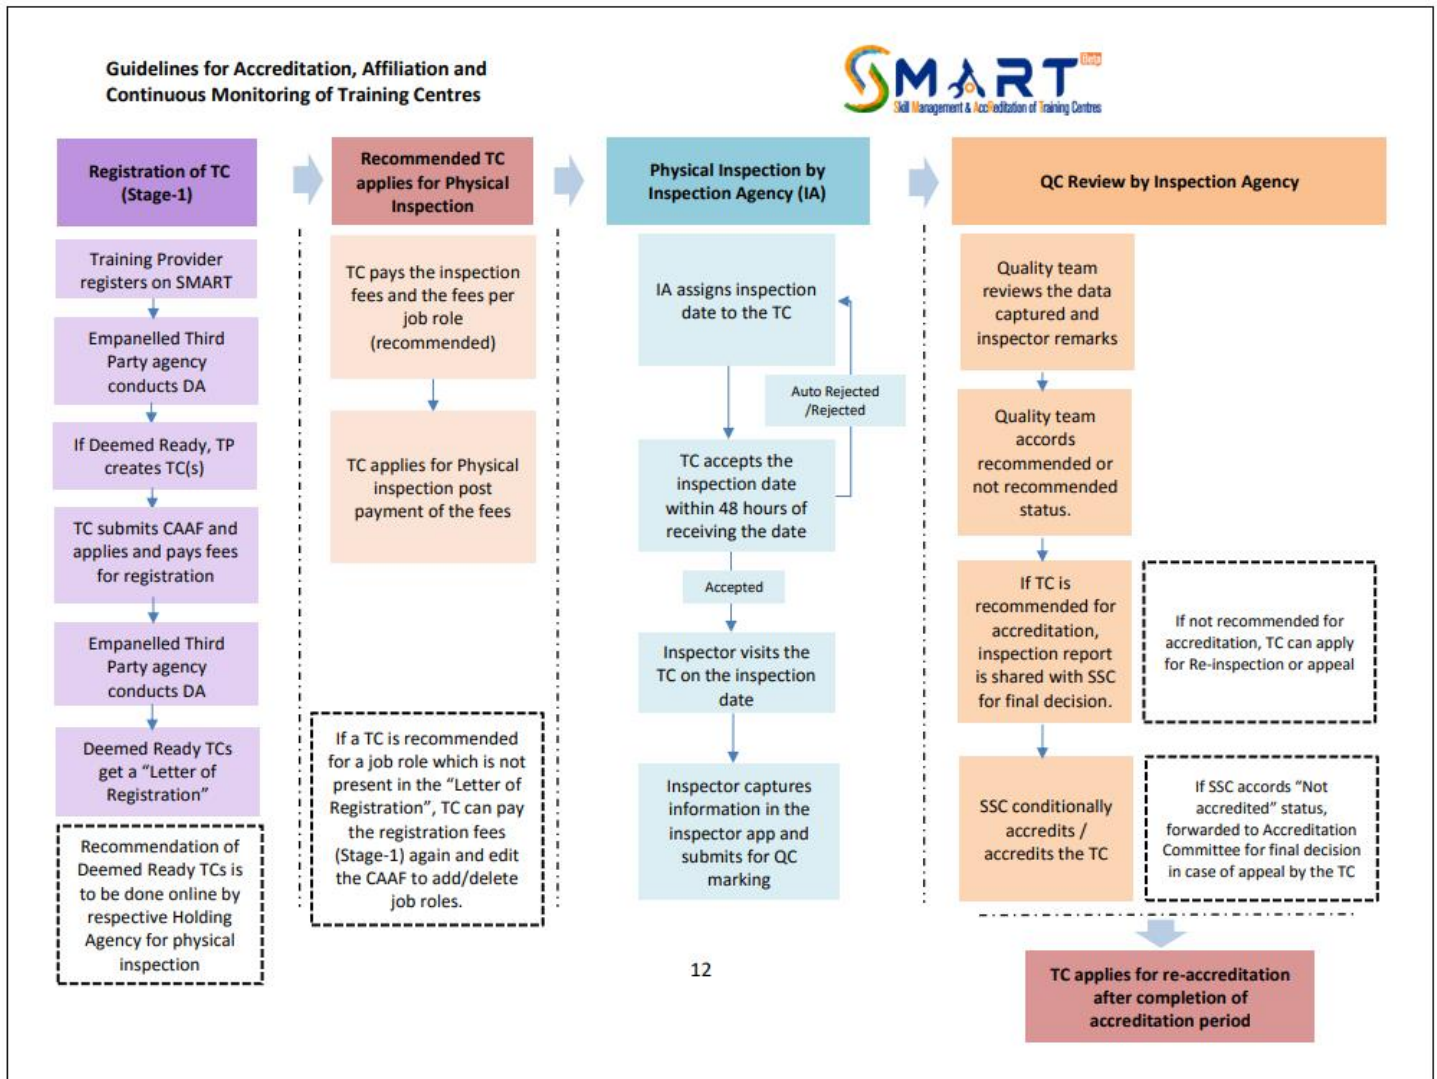 Guidelines for Accreditation, Affiliation and
Continuous Monitoring of Training Centres
SMART
Beta
Skill Management & AccReditation of Training Centres
Registration of TC
(Stage-1)
Training Provider
registers on SMART
Empanelled Third
Party agency
conducts DA
If Deemed Ready, TP
creates TC(s)
TC submits CAAF and
applies and pays fees
for registration
Empanelled Third
Party agency
conducts DA
Deemed Ready TCs
get a “Letter of
Registration”
Recommendation of
Deemed Ready TCs is
to be done online by
respective Holding
Agency for physical
inspection
Recommended TC
applies for Physical
Inspection
TC pays the inspection
fees and the fees per
job role
(recommended)
TC applies for Physical
inspection post
payment of the fees
If a TC is recommended
for a job role which is not
present in the “Letter of
Registration”, TC can pay
the registration fees
(Stage-1) again and edit
the CAAF to add/delete
job roles.
Physical Inspection by
Inspection Agency (IA)
IA assigns inspection
date to the TC
Auto Rejected
/Rejected
TC accepts the
inspection date
within 48 hours of
receiving the date
Accepted
Inspector visits the
TC on the inspection
date
Inspector captures
information in the
inspector app and
submits for QC
marking
QC Review by Inspection Agency
Quality team
reviews the data
captured and
inspector remarks
Quality team
accords
recommended or
not recommended
status.
If TC is
recommended for
accreditation,
inspection report
is shared with SSC
for final decision.
If not recommended for
accreditation, TC can apply
for Re-inspection or appeal
SSC conditionally
accredits /
accredits the TC
If SSC accords “Not
accredited” status,
forwarded to Accreditation
Committee for final decision
in case of appeal by the TC
TC applies for re-accreditation
after completion of
accreditation period
12